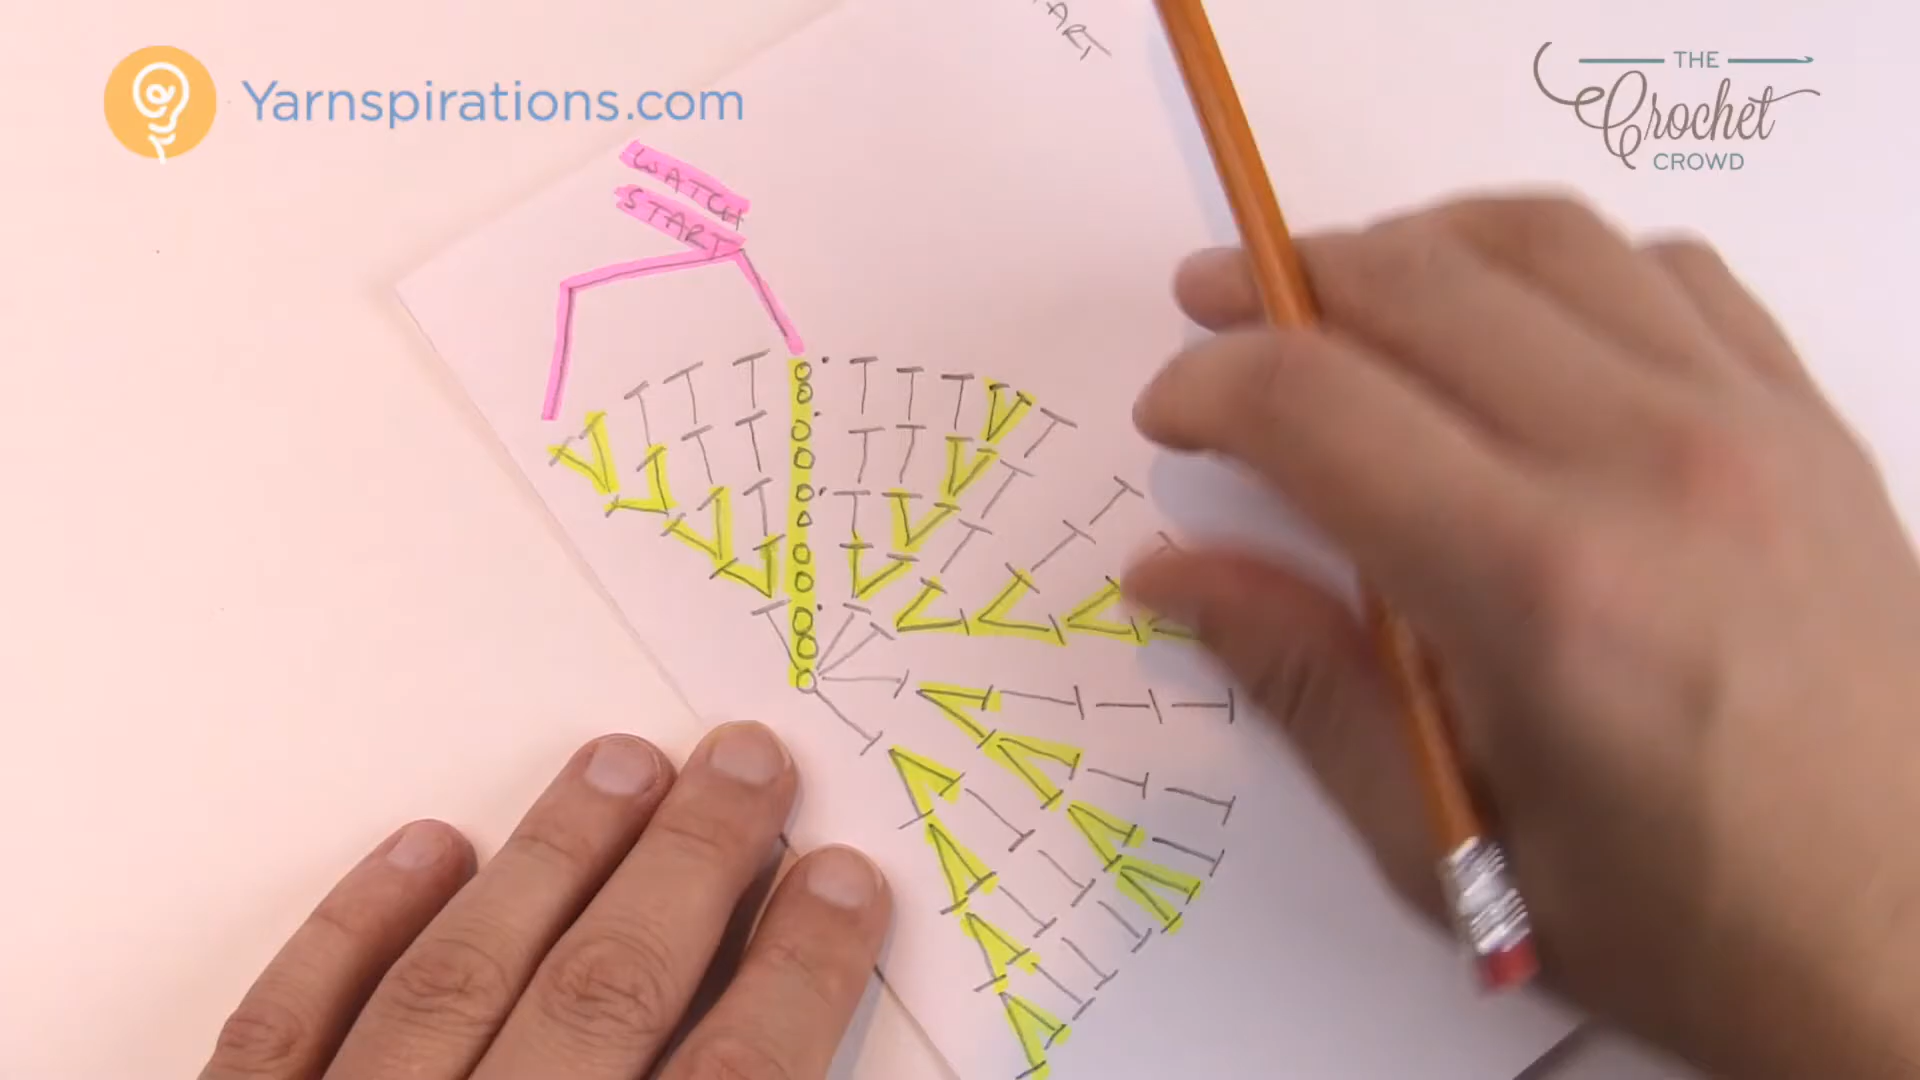 Yarnspirations.com
THE
Crochet
CROWD
WATCH
START